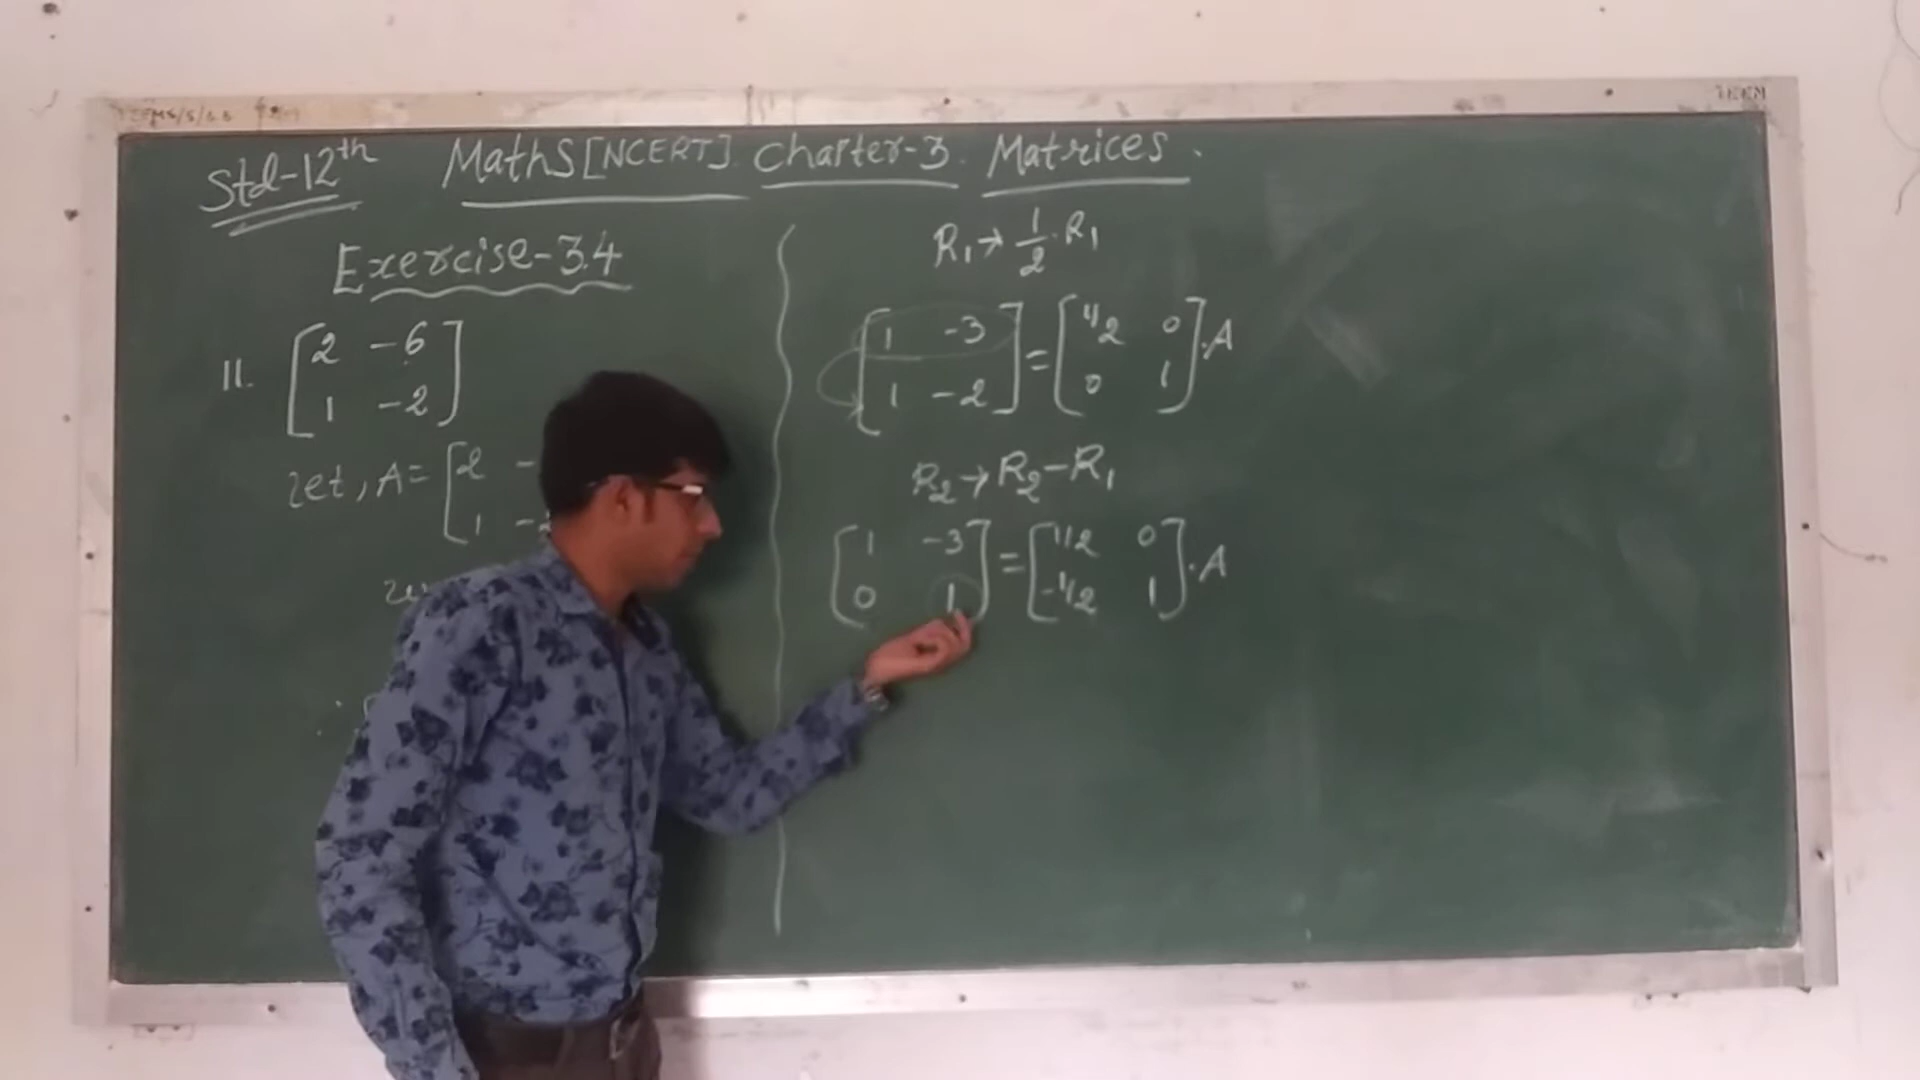 Std-12th Maths[NCERT] Charter-3. Matrices.
Exercise-3.4
11. [2 -6
1 -2]
Let, A= [2 -
1 -2
R1→1/2·R1
[1 -3
1 -2] = [1/2 0
0 1]·A
R2→R2-R1
[1 -3
0 1] = [1/2 0
-1/2 1]·A